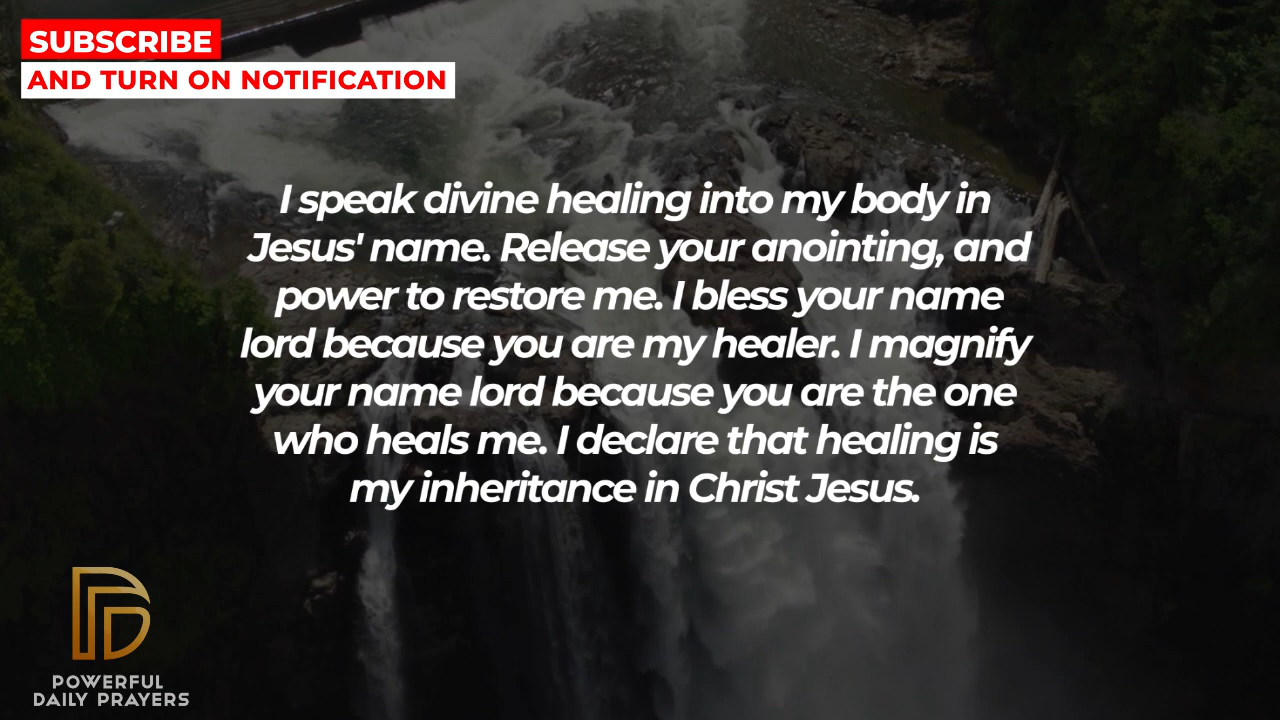 SUBSCRIBE
AND TURN ON NOTIFICATION
I speak divine healing into my body in
Jesus' name. Release your anointing, and
power to restore me. I bless your name
lord because you are my healer. I magnify
your name lord because you are the one
who heals me. I declare that healing is
my inheritance in Christ Jesus.
POWERFUL
DAILY PRAYERS